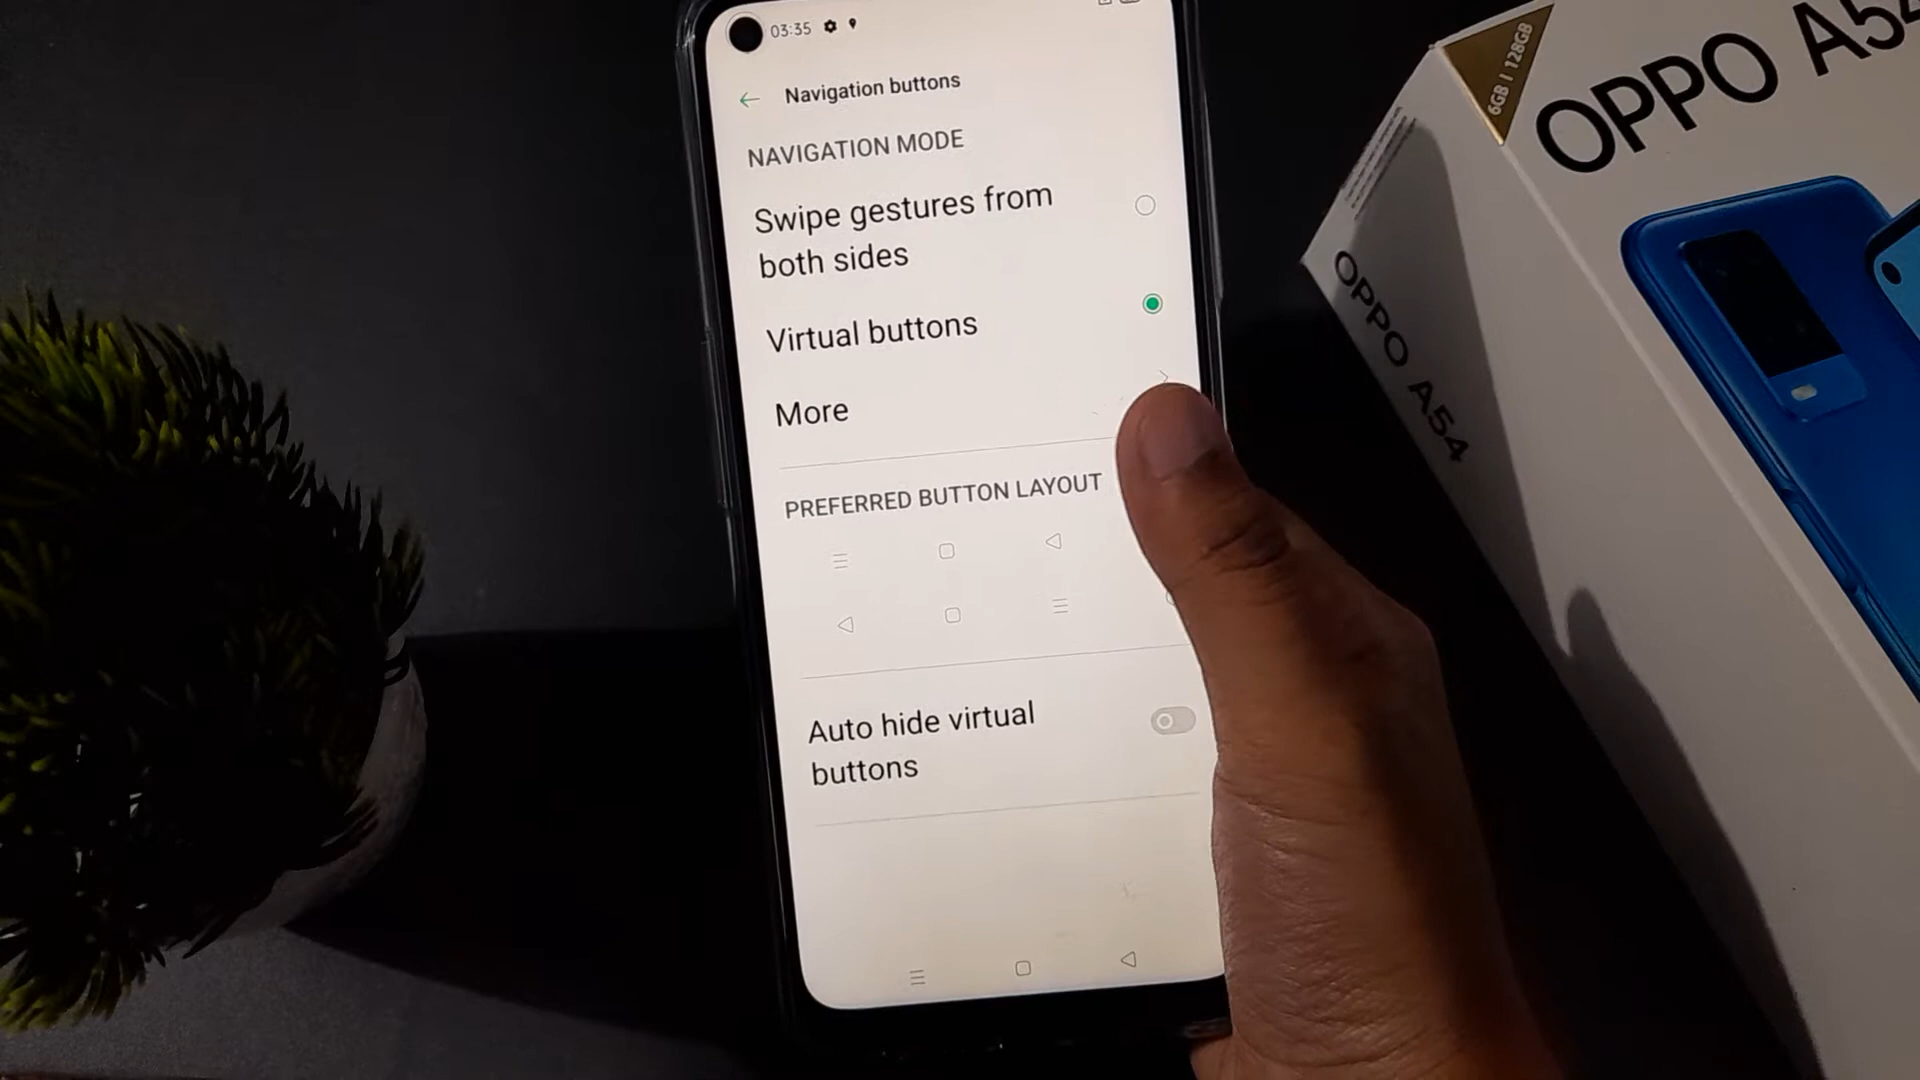 03:35
Navigation buttons
NAVIGATION MODE
Swipe gestures from
both sides
Virtual buttons
More
PREFERRED BUTTON LAYOUT
Auto hide virtual
buttons
6GB | 128GB
OPPO A54
OPPO A54